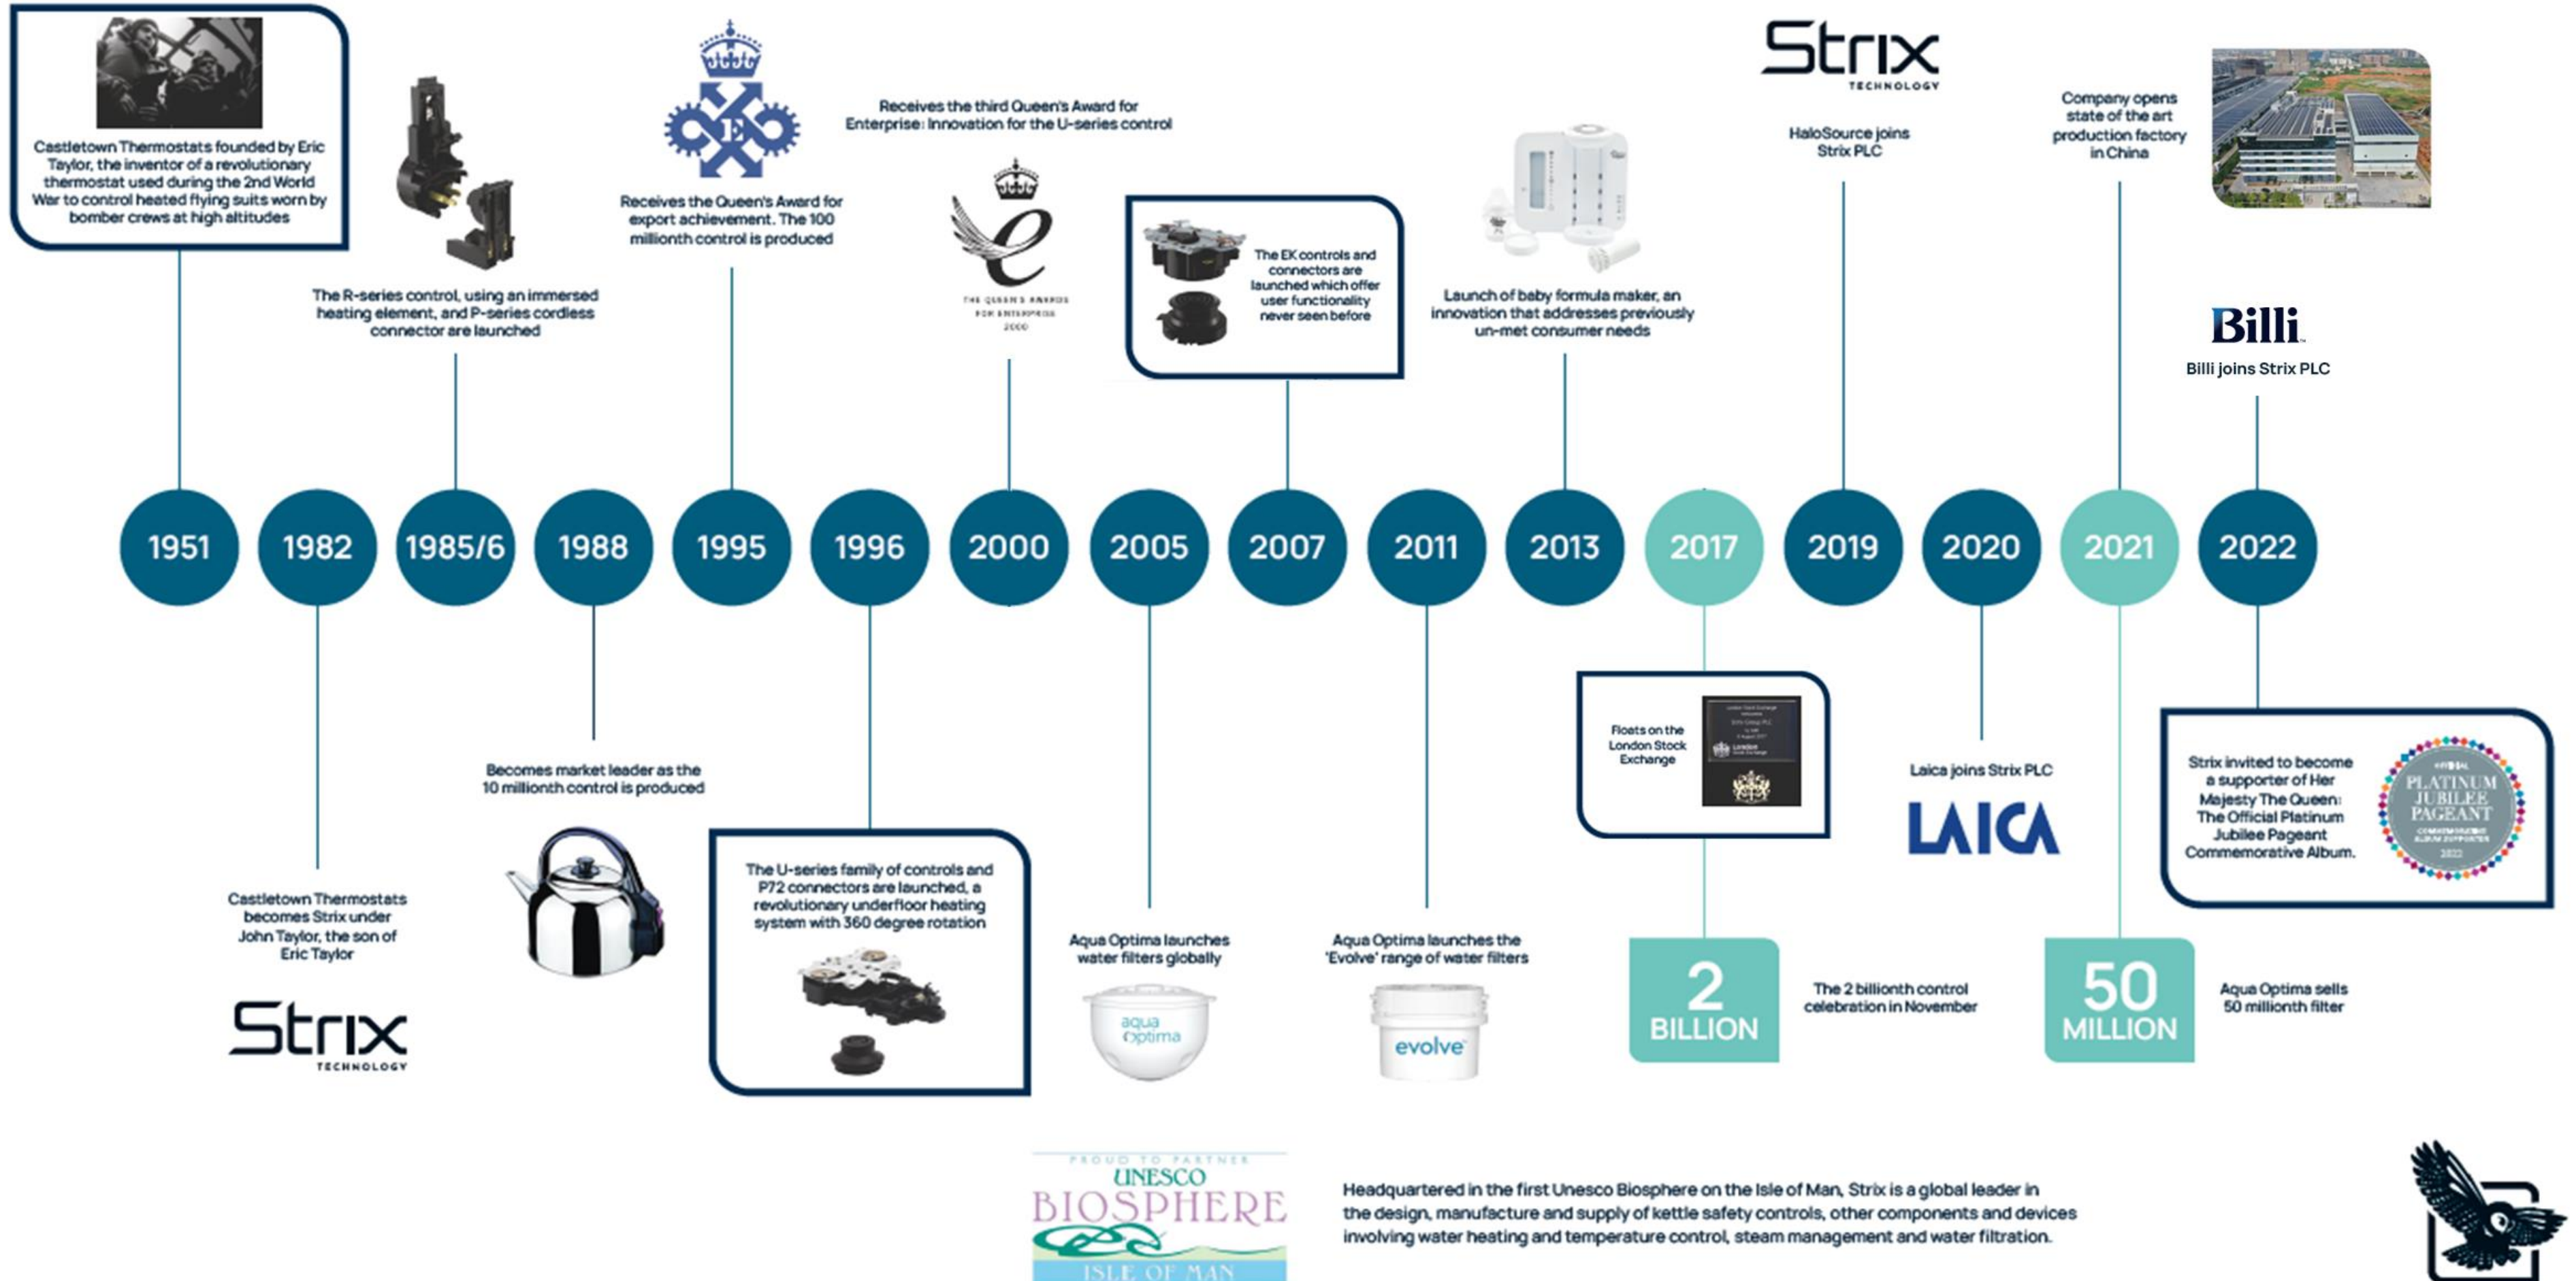 Castletown Thermostats founded by Eric
Taylor, the inventor of a revolutionary
thermostat used during the 2nd World
War to control heated flying suits worn by
bomber crews at high altitudes
The R-series control, using an immersed
heating element, and P-series cordless
connector are launched
E
Receives the Queen's Award for
export achievement. The 100
millionth control is produced
Receives the third Queen's Award for
Enterprise: Innovation for the U-series control
THE QUEEN'S AWARDS
FOR ENTERPRISE
2000
The EK controls and
connectors are
launched which offer
user functionality
never seen before
Launch of baby formula maker, an
innovation that addresses previously
un-met consumer needs
Strix
TECHNOLOGY
HaloSource joins
Strix PLC
Company opens
state of the art
production factory
in China
Billi
Billi joins Strix PLC
1951
1982
1985/6
1988
1995
1996
2000
2005
2007
2011
2013
2017
2019
2020
2021
2022
Castletown Thermostats
becomes Strix under
John Taylor, the son of
Eric Taylor
Strix
TECHNOLOGY
Becomes market leader as the
10 millionth control is produced
The U-series family of controls and
P72 connectors are launched, a
revolutionary underfloor heating
system with 360 degree rotation
Aqua Optima launches
water filters globally
aqua
optima
Aqua Optima launches the
'Evolve' range of water filters
evolve
Floats on the
London Stock
Exchange
London
2
BILLION
The 2 billionth control
celebration in November
Laica joins Strix PLC
LAICA
50
MILLION
Aqua Optima sells
50 millionth filter
Strix invited to become
a supporter of Her
Majesty The Queen:
The Official Platinum
Jubilee Pageant
Commemorative Album.
OFFICIAL
PLATINUM
JUBILEE
PAGEANT
COMMEMORATIVE
ALBUM SUPPORTER
2022
PROUD TO PARTNER
UNESCO
BIOSPHERE
ISLE OF MAN
Headquartered in the first Unesco Biosphere on the Isle of Man, Strix is a global leader in
the design, manufacture and supply of kettle safety controls, other components and devices
involving water heating and temperature control, steam management and water filtration.